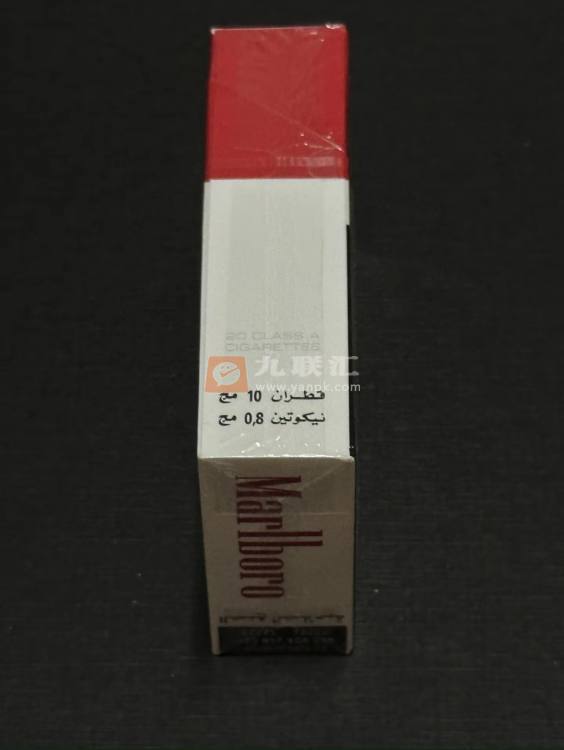 20 CLASS A
CIGARETTES
九联汇
www.yanpk.com
قطران 10 مج
نيكوتين 0,8 مج
Marlboro